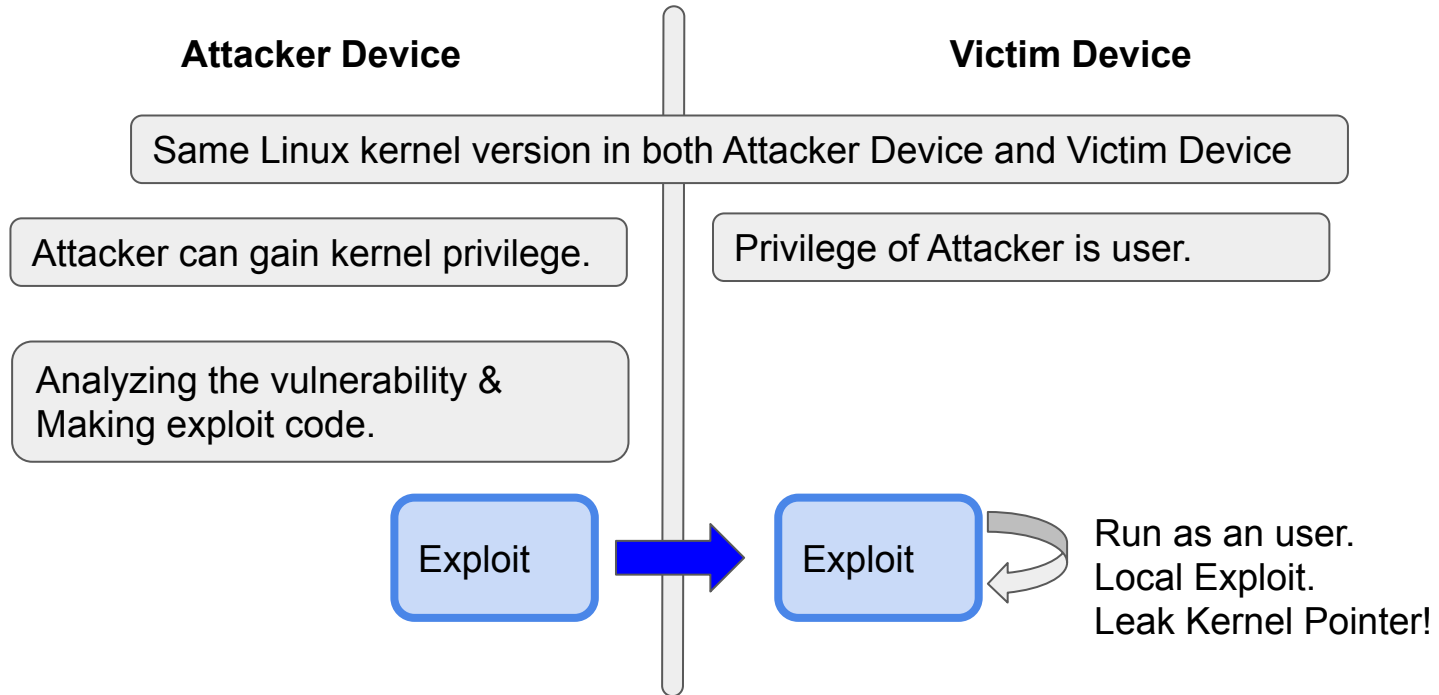 Attacker Device
Victim Device
Same Linux kernel version in both Attacker Device and Victim Device
Attacker can gain kernel privilege.
Privilege of Attacker is user.
Analyzing the vulnerability &
Making exploit code.
Exploit
Exploit
Run as an user.
Local Exploit.
Leak Kernel Pointer!